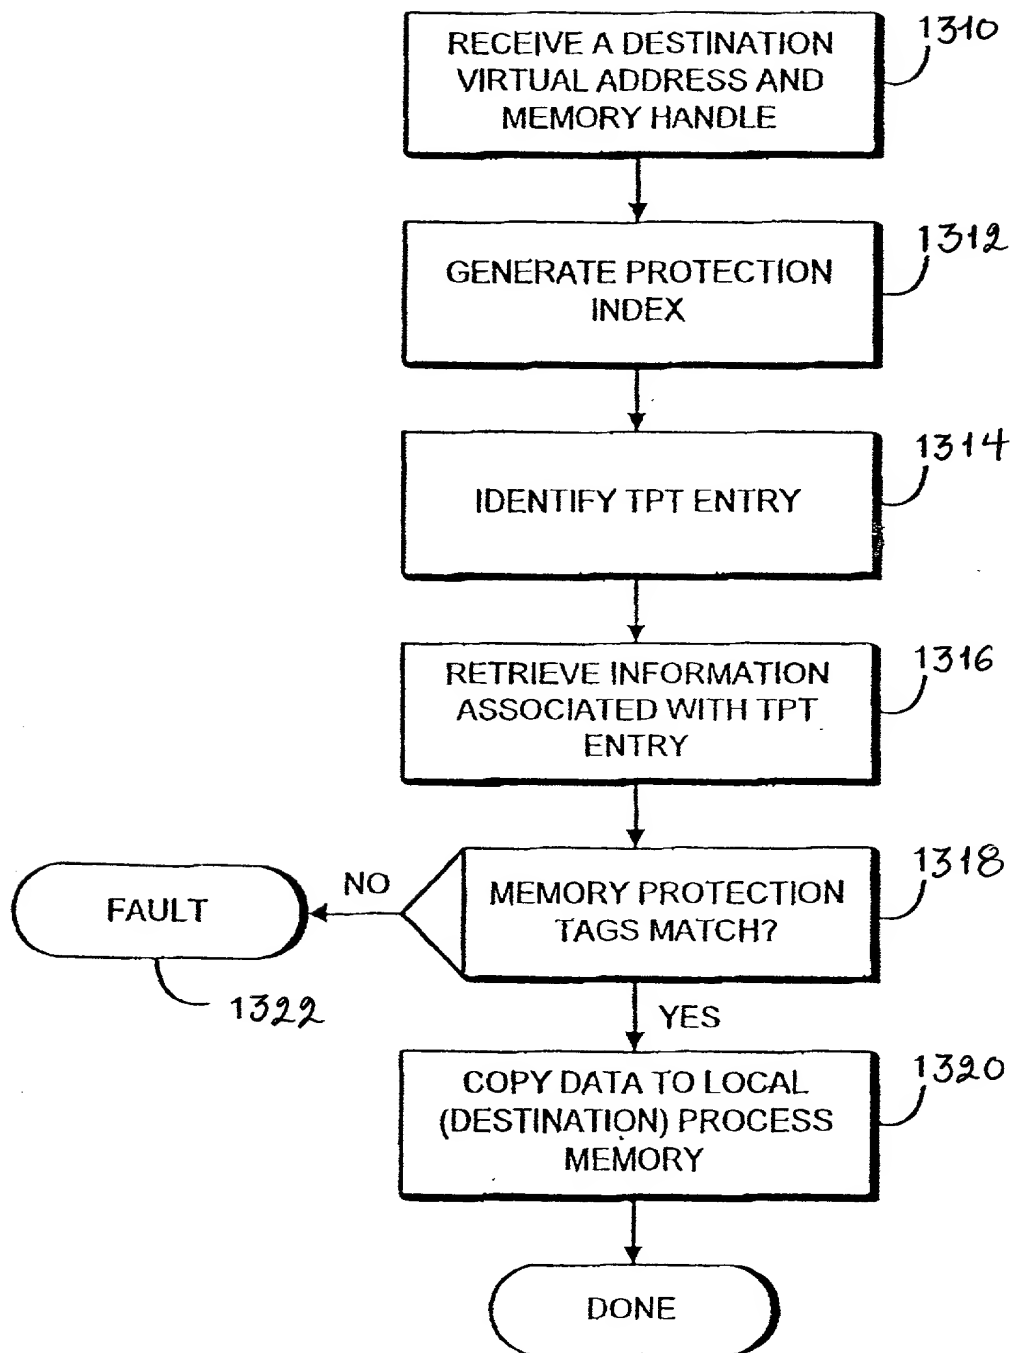 RECEIVE A DESTINATION
VIRTUAL ADDRESS AND
MEMORY HANDLE
1310
GENERATE PROTECTION
INDEX
1312
IDENTIFY TPT ENTRY
1314
RETRIEVE INFORMATION
ASSOCIATED WITH TPT
ENTRY
1316
MEMORY PROTECTION
TAGS MATCH?
1318
NO
FAULT
1322
YES
COPY DATA TO LOCAL
(DESTINATION) PROCESS
MEMORY
1320
DONE